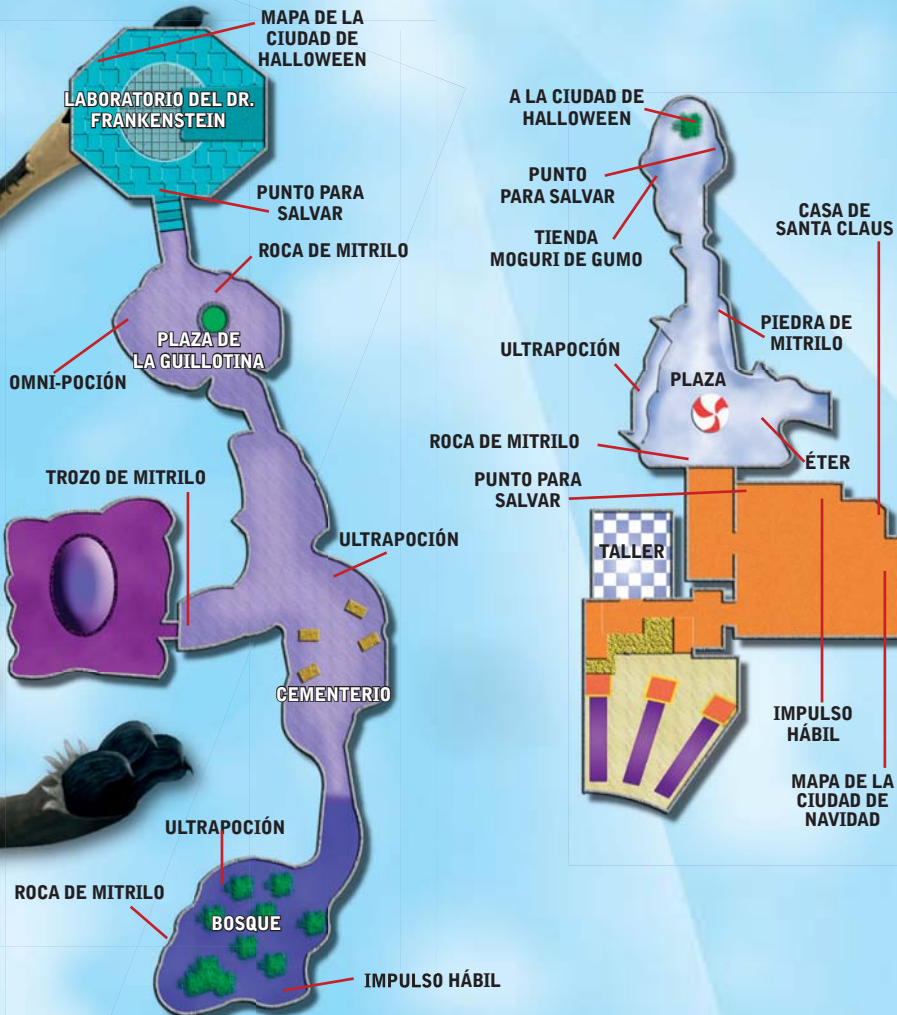 MAPA DE LA
CIUDAD DE
HALLOWEEN
LABORATORIO DEL DR.
FRANKENSTEIN
PUNTO PARA
SALVAR
ROCA DE MITRILO
PLAZA DE
LA GUILLOTINA
OMNI-POCIÓN
TROZO DE MITRILO
ULTRAPOCIÓN
CEMENTERIO
ULTRAPOCIÓN
ROCA DE MITRILO
BOSQUE
IMPULSO HÁBIL
A LA CIUDAD DE
HALLOWEEN
PUNTO
PARA SALVAR
TIENDA
MOGURI DE GUMO
CASA DE
SANTA CLAUS
PIEDRA DE
MITRILO
ULTRAPOCIÓN
PLAZA
ROCA DE MITRILO
ÉTER
PUNTO PARA
SALVAR
TALLER
IMPULSO
HÁBIL
MAPA DE LA
CIUDAD DE
NAVIDAD